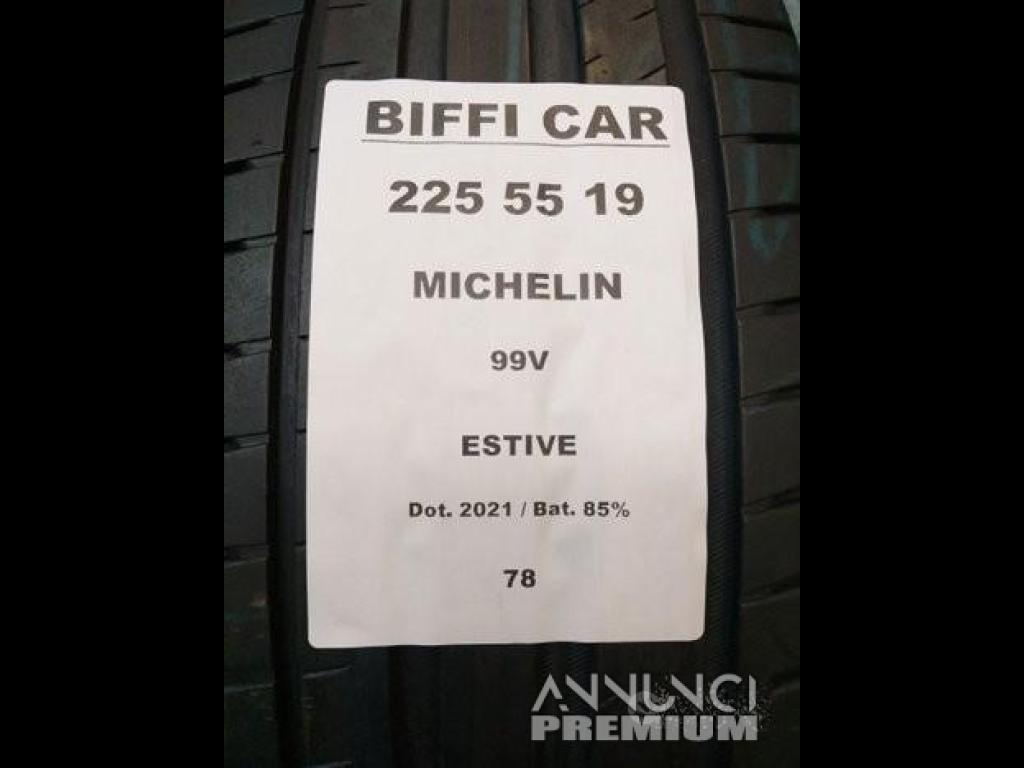 BIFFI CAR
225 55 19
MICHELIN
99V
ESTIVE
Dot. 2021 / Bat. 85%
78
ANNUNCI
PREMIUM